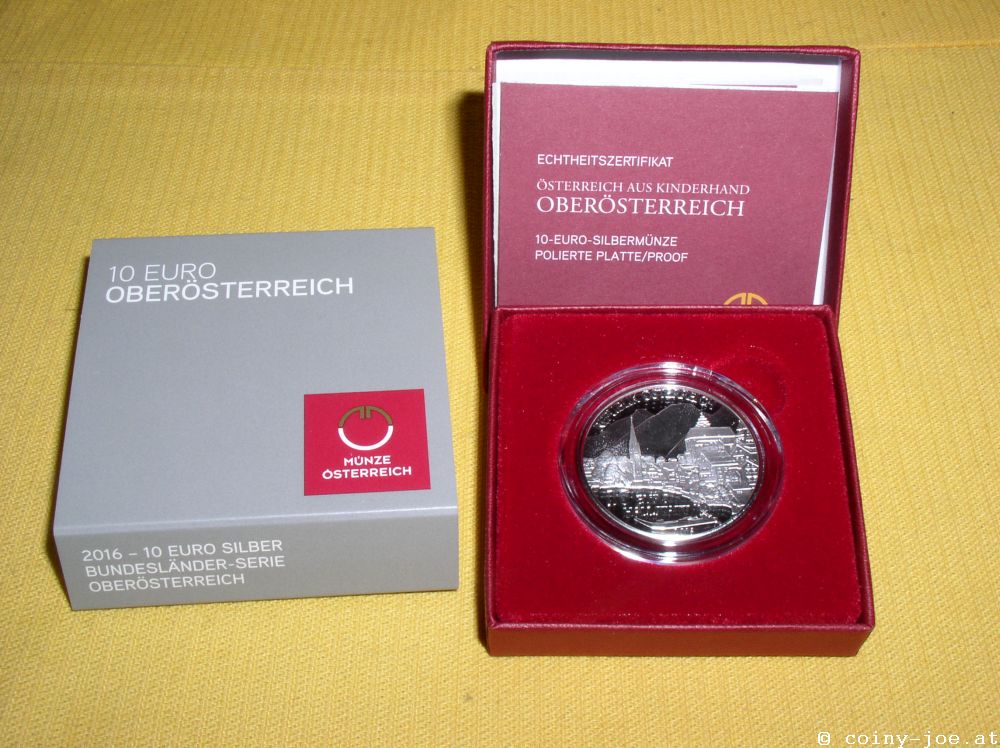 10 EURO
OBERÖSTERREICH
MÜNZE
ÖSTERREICH
2016 – 10 EURO SILBER
BUNDESLÄNDER-SERIE
OBERÖSTERREICH
ECHTHEITSZERTIFIKAT
ÖSTERREICH AUS KINDERHAND
OBERÖSTERREICH
10-EURO-SILBERMÜNZE
POLIERTE PLATTE/PROOF
2016
© coiny-joe.at